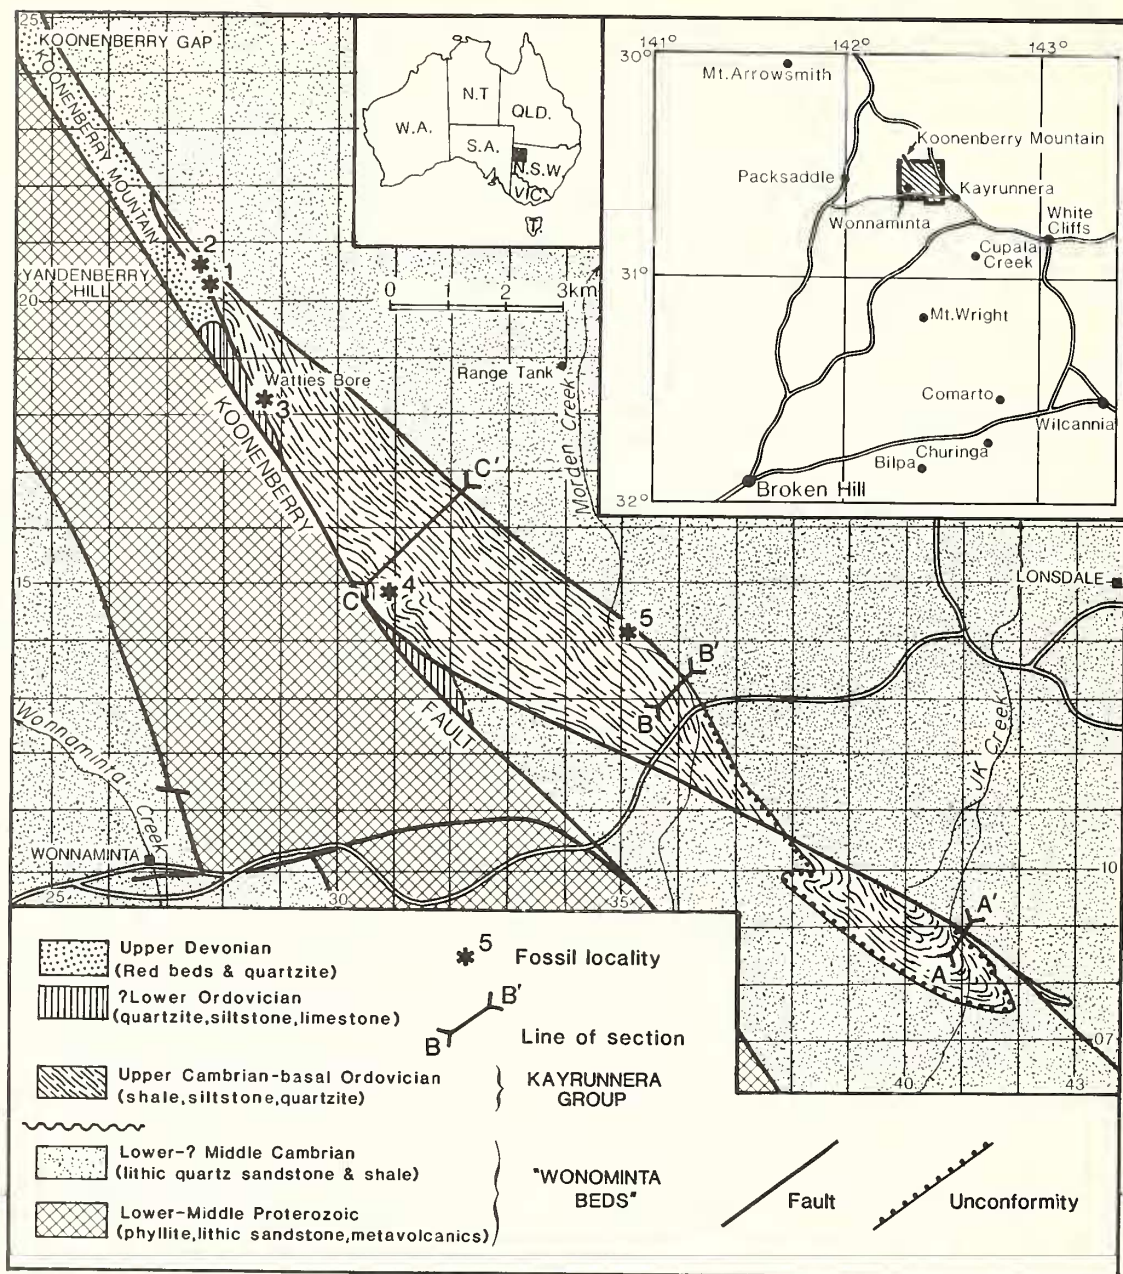 25
KOONENBERRY GAP
KOONENBERRY MOUNTAIN
2
1
YANDENBERRY
HILL
20
Watties Bore
3
KOONENBERRY
FAULT
C'
C
4
15
5
B'
B
0 1 2 3km
Range Tank
Morden Creek
LONSDALE
JK Creek
Wonnaminta
Creek
WONNAMINTA
25
30
35
10
A'
A
07
40
43
W.A.
N.T
QLD.
S.A.
N.S.W.
VIC
T.
141°
142°
143°
30°
Mt.Arrowsmith
Koonenberry
Mountain
Packsaddle
Kayrunnera
Wonnaminta
White
Cliffs
Cupala
Creek
31°
Mt.Wright
Comarto
Wilcannia
Churinga
Bilpa
Broken Hill
32°
Upper Devonian
(Red beds & quartzite)
?Lower Ordovician
(quartzite,siltstone,limestone)
Upper Cambrian-basal Ordovician
(shale,siltstone,quartzite)
Lower-? Middle Cambrian
(lithic quartz sandstone & shale)
Lower-Middle Proterozoic
(phyllite,lithic sandstone,metavolcanics)
5
Fossil locality
B'
B
Line of section
KAYRUNNERA
GROUP
"WONOMINTA
BEDS"
Fault
Unconformity